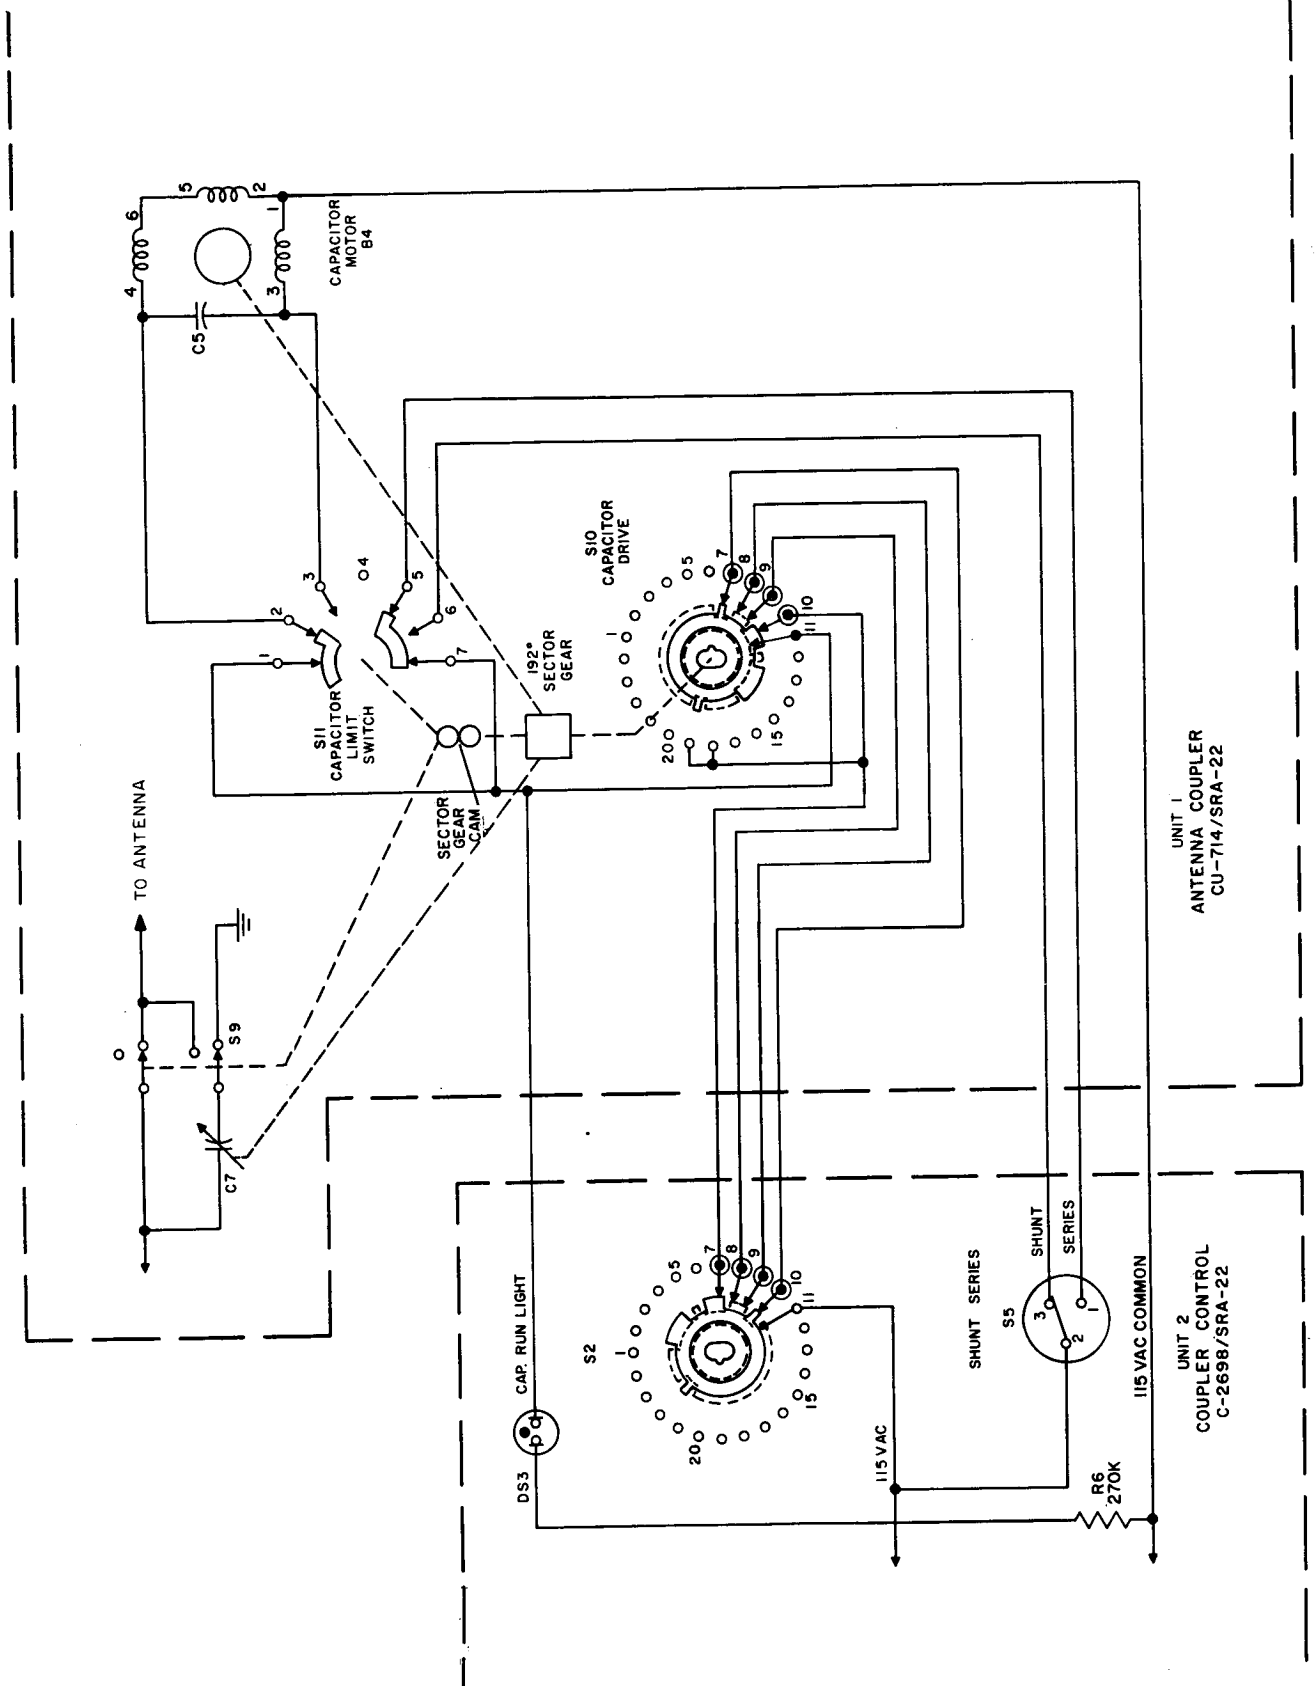 TO ANTENNA
S9
C7
5
2
6
4
1
3
C5
CAPACITOR
MOTOR
B4
1
2
3
4
5
6
7
S11
CAPACITOR
LIMIT
SWITCH
SECTOR
GEAR
CAM
192°
SECTOR
GEAR
S10
CAPACITOR
DRIVE
1
5
7
8
9
10
11
15
20
UNIT 1
ANTENNA COUPLER
CU-714/SRA-22
DS3
CAP. RUN LIGHT
S2
1
5
7
8
9
10
11
15
20
115 VAC
SHUNT SERIES
S5
3
2
1
SHUNT
SERIES
R6
270K
115 VAC COMMON
UNIT 2
COUPLER CONTROL
C-2698/SRA-22